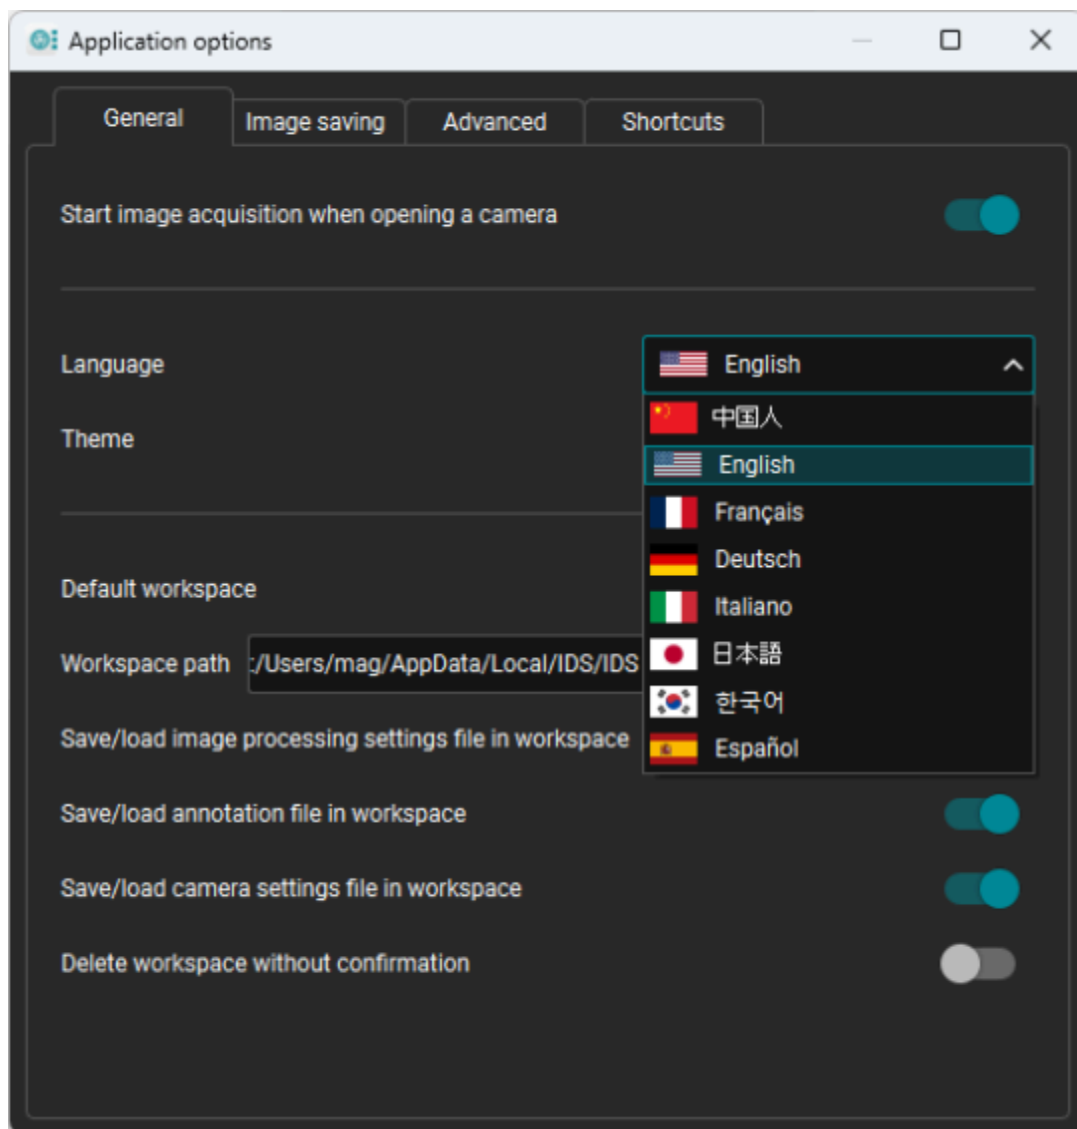 Application options
General Image saving Advanced Shortcuts
Start image acquisition when opening a camera
Language English
中国人
Theme
English
Français
Deutsch
Default workspace
Italiano
Workspace path :/Users/mag/AppData/Local/IDS/IDS
日本語
한국어
Save/load image processing settings file in workspace
Español
Save/load annotation file in workspace
Save/load camera settings file in workspace
Delete workspace without confirmation